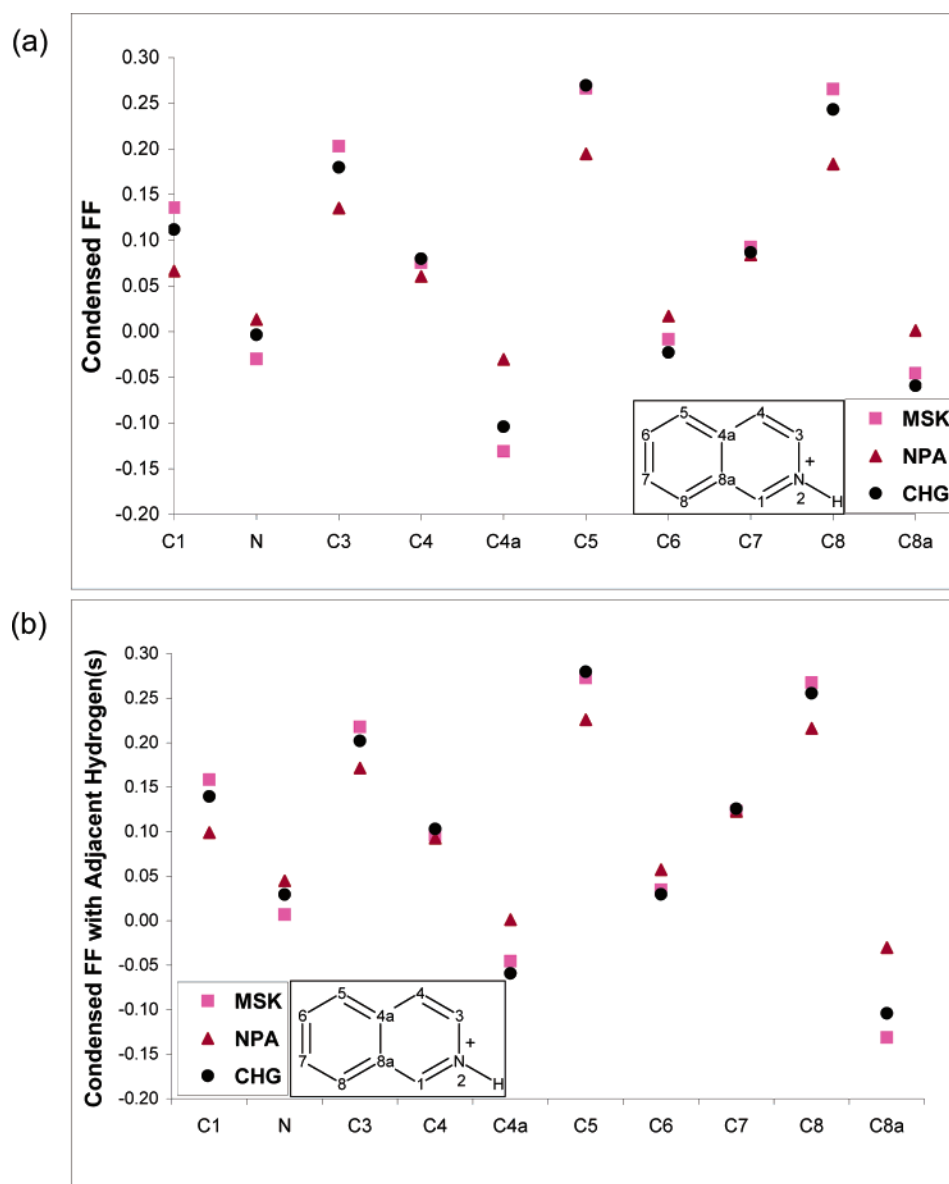 (a)
Condensed FF
0.30
0.25
0.20
0.15
0.10
0.05
0.00
-0.05
-0.10
-0.15
-0.20
C1 N C3 C4 C4a C5 C6 C7 C8 C8a
5 4
6 4a 3
+
7 8a N
8 1 2 H
MSK
NPA
CHG
(b)
Condensed FF with Adjacent Hydrogen(s)
0.30
0.25
0.20
0.15
0.10
0.05
0.00
-0.05
-0.10
-0.15
-0.20
MSK
NPA
CHG
5 4
6 4a 3
+
7 8a N
8 1 2 H
C1 N C3 C4 C4a C5 C6 C7 C8 C8a